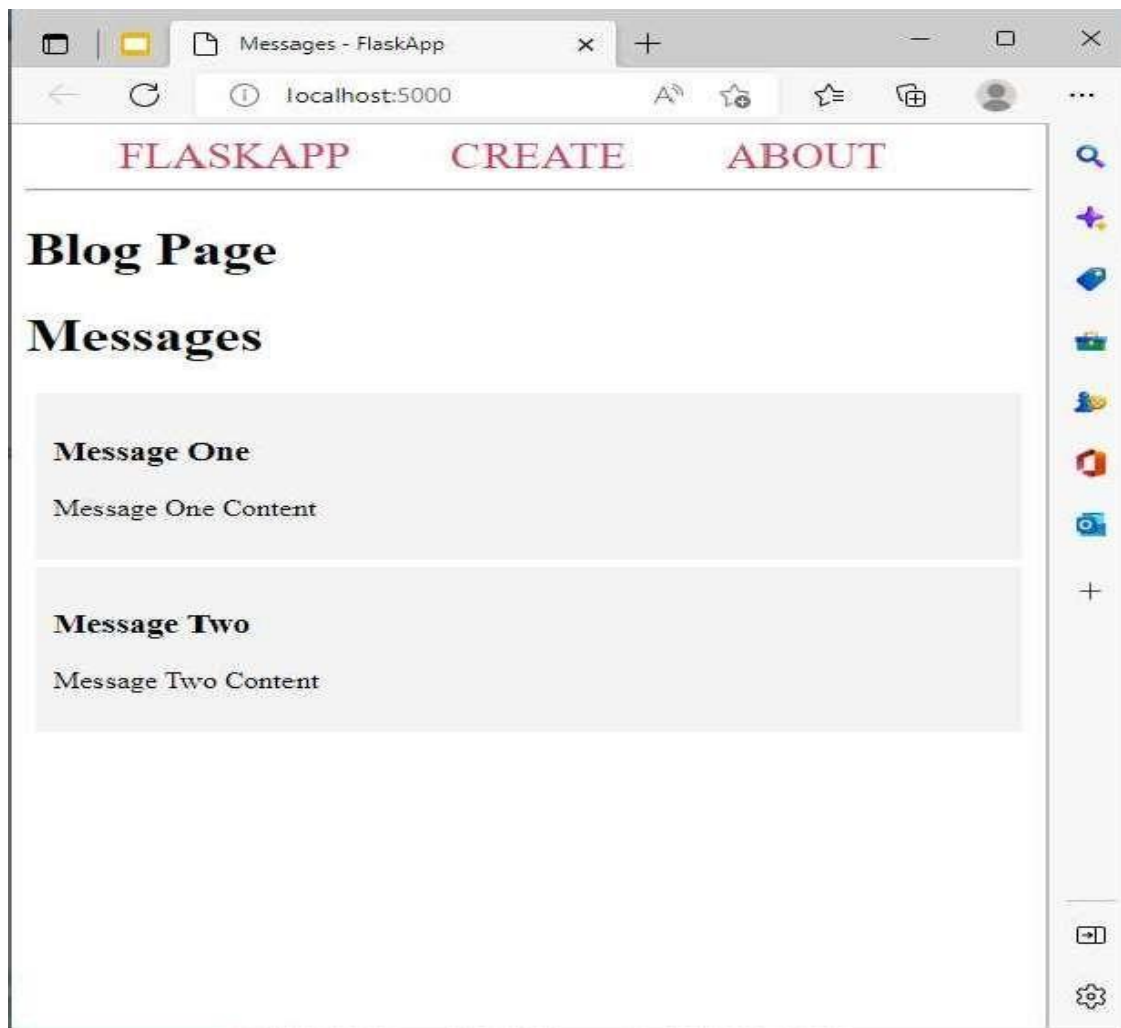 Messages - FlaskApp
localhost:5000
FLASKAPP CREATE ABOUT
Blog Page
Messages
Message One
Message One Content
Message Two
Message Two Content